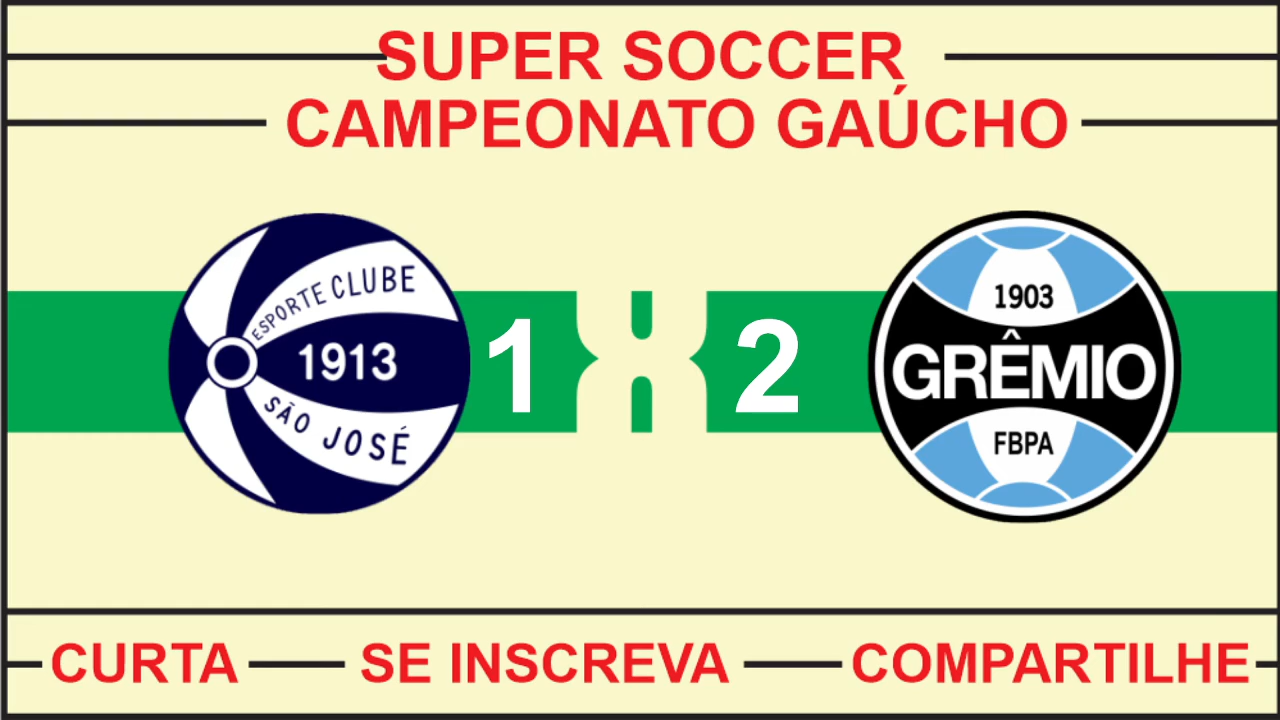 SUPER SOCCER
CAMPEONATO GAÚCHO
ESPORTE CLUBE
1913
SÃO JOSÉ
1 X 2
1903
GRÊMIO
FBPA
CURTA SE INSCREVA COMPARTILHE